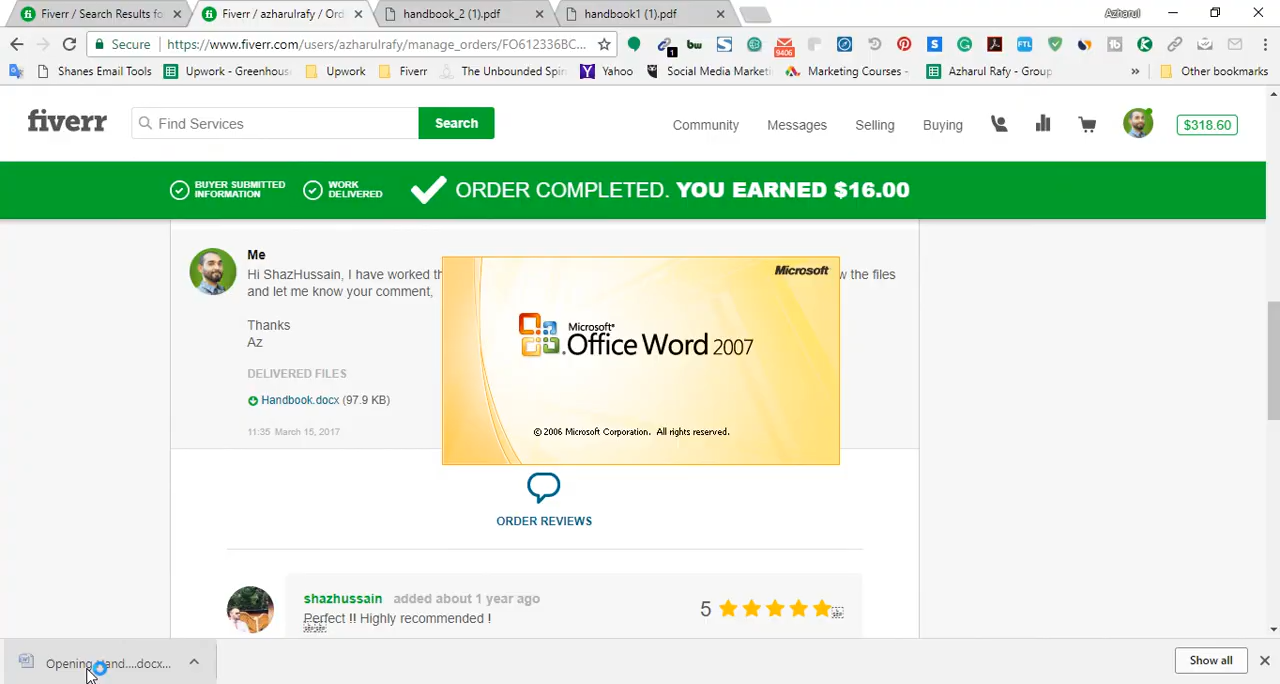 Fiverr / Search Results fo
Fiverr / azharulrafy / Ord
handbook_2 (1).pdf
handbook1 (1).pdf
Azharul
Secure
https://www.fiverr.com/users/azharulrafy/manage_orders/FO612336BC...
1
bw
S
9406
S
FTL
Shanes Email Tools
Upwork - Greenhouse
Upwork
Fiverr
The Unbounded Spir
Yahoo
Social Media Marketi
Marketing Courses -
Azharul Rafy - Group
»
Other bookmarks
fiverr
Find Services
Search
Community
Messages
Selling
Buying
$318.60
BUYER SUBMITTED
INFORMATION
WORK
DELIVERED
ORDER COMPLETED. YOU EARNED $16.00
Me
Hi ShazHussain, I have worked th
w the files
and let me know your comment,
Thanks
Az
DELIVERED FILES
Handbook.docx (97.9 KB)
11:35 March 15, 2017
Microsoft
Microsoft®
Office Word 2007
© 2006 Microsoft Corporation. All rights reserved.
ORDER REVIEWS
shazhussain added about 1 year ago
5
Perfect !! Highly recommended !
Opening Hand....docx...
Show all